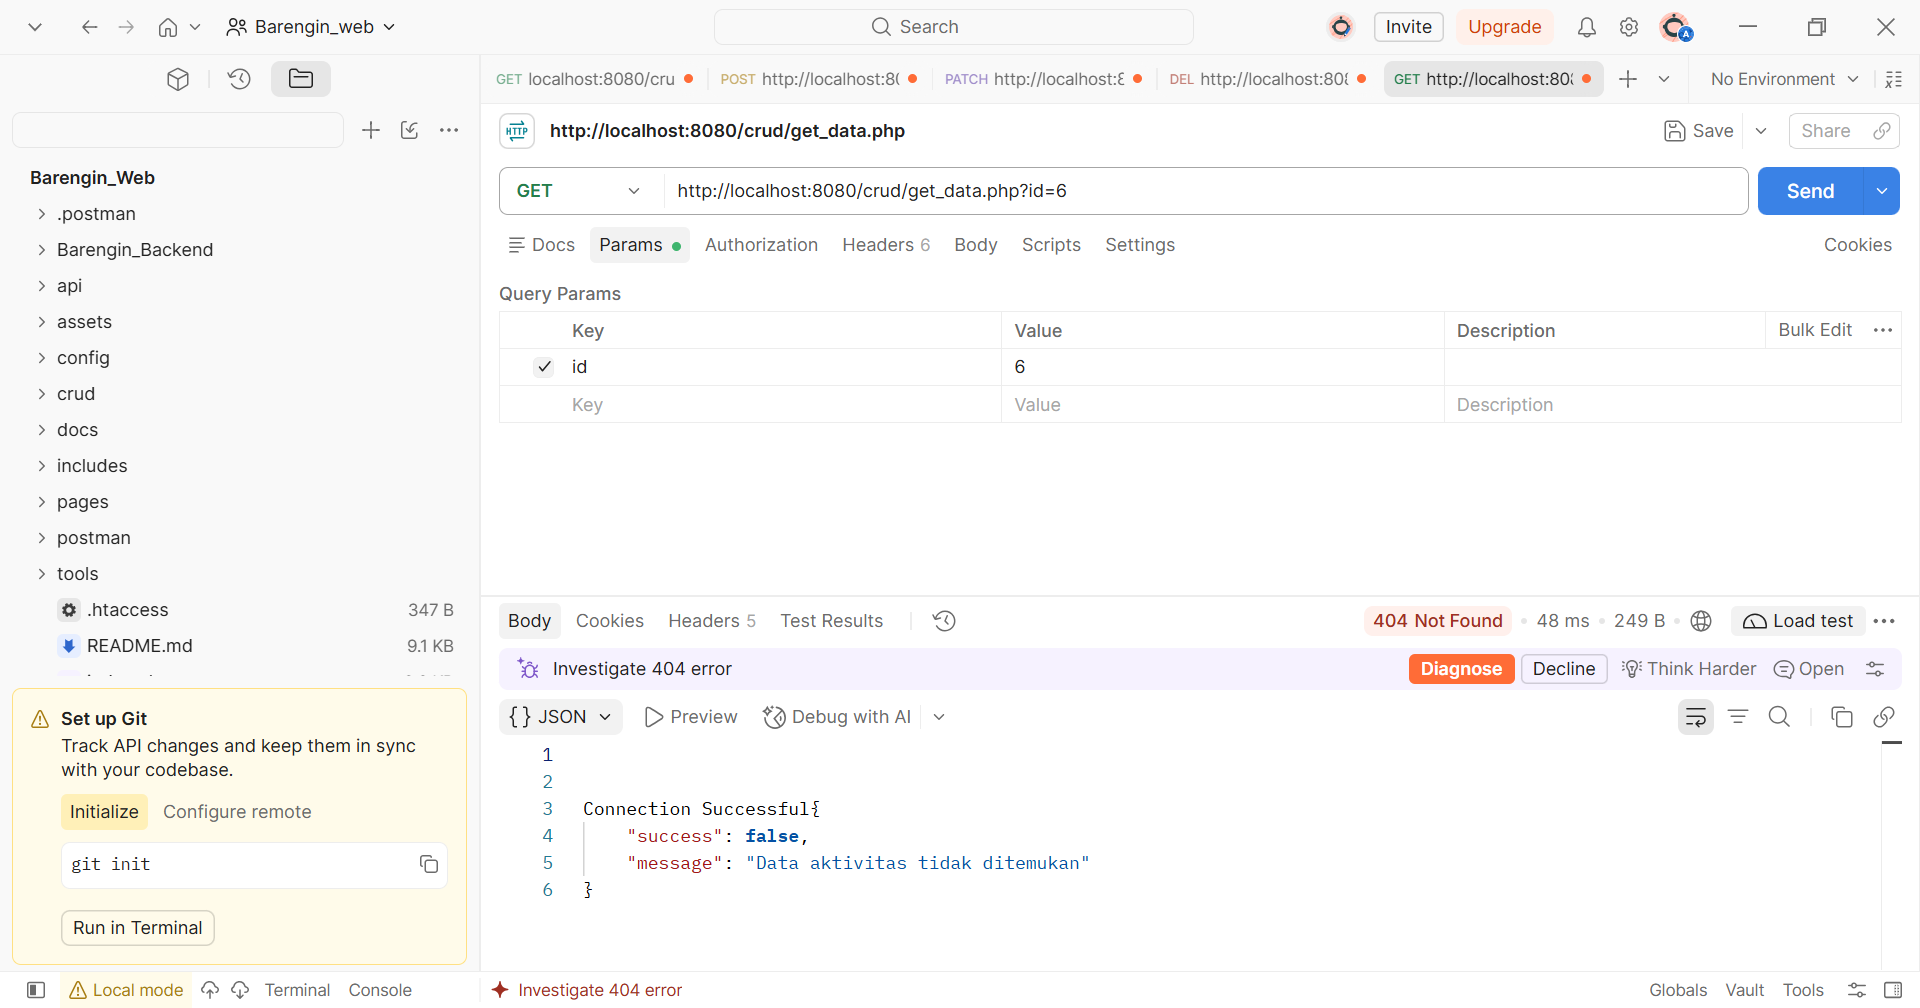 Barengin_web
Search
Invite
Upgrade
GET localhost:8080/cru
POST http://localhost:8(
PATCH http://localhost:8
DEL http://localhost:808
GET http://localhost:80
No Environment
HTTP http://localhost:8080/crud/get_data.php
Save
Share
Barengin_Web
.postman
Barengin_Backend
api
assets
config
crud
docs
includes
pages
postman
tools
.htaccess 347 B
README.md 9.1 KB
GET http://localhost:8080/crud/get_data.php?id=6
Send
Docs Params Authorization Headers 6 Body Scripts Settings Cookies
Query Params
Key Value Description Bulk Edit
id 6
Key Value Description
Body Cookies Headers 5 Test Results
404 Not Found • 48 ms • 249 B •
Load test
Investigate 404 error
Diagnose Decline Think Harder Open
{} JSON Preview Debug with AI
1
2
3 Connection Successful{
4 "success": false,
5 "message": "Data aktivitas tidak ditemukan"
6 }
Set up Git
Track API changes and keep them in sync
with your codebase.
Initialize Configure remote
git init
Run in Terminal
Local mode Terminal Console
Investigate 404 error
Globals Vault Tools